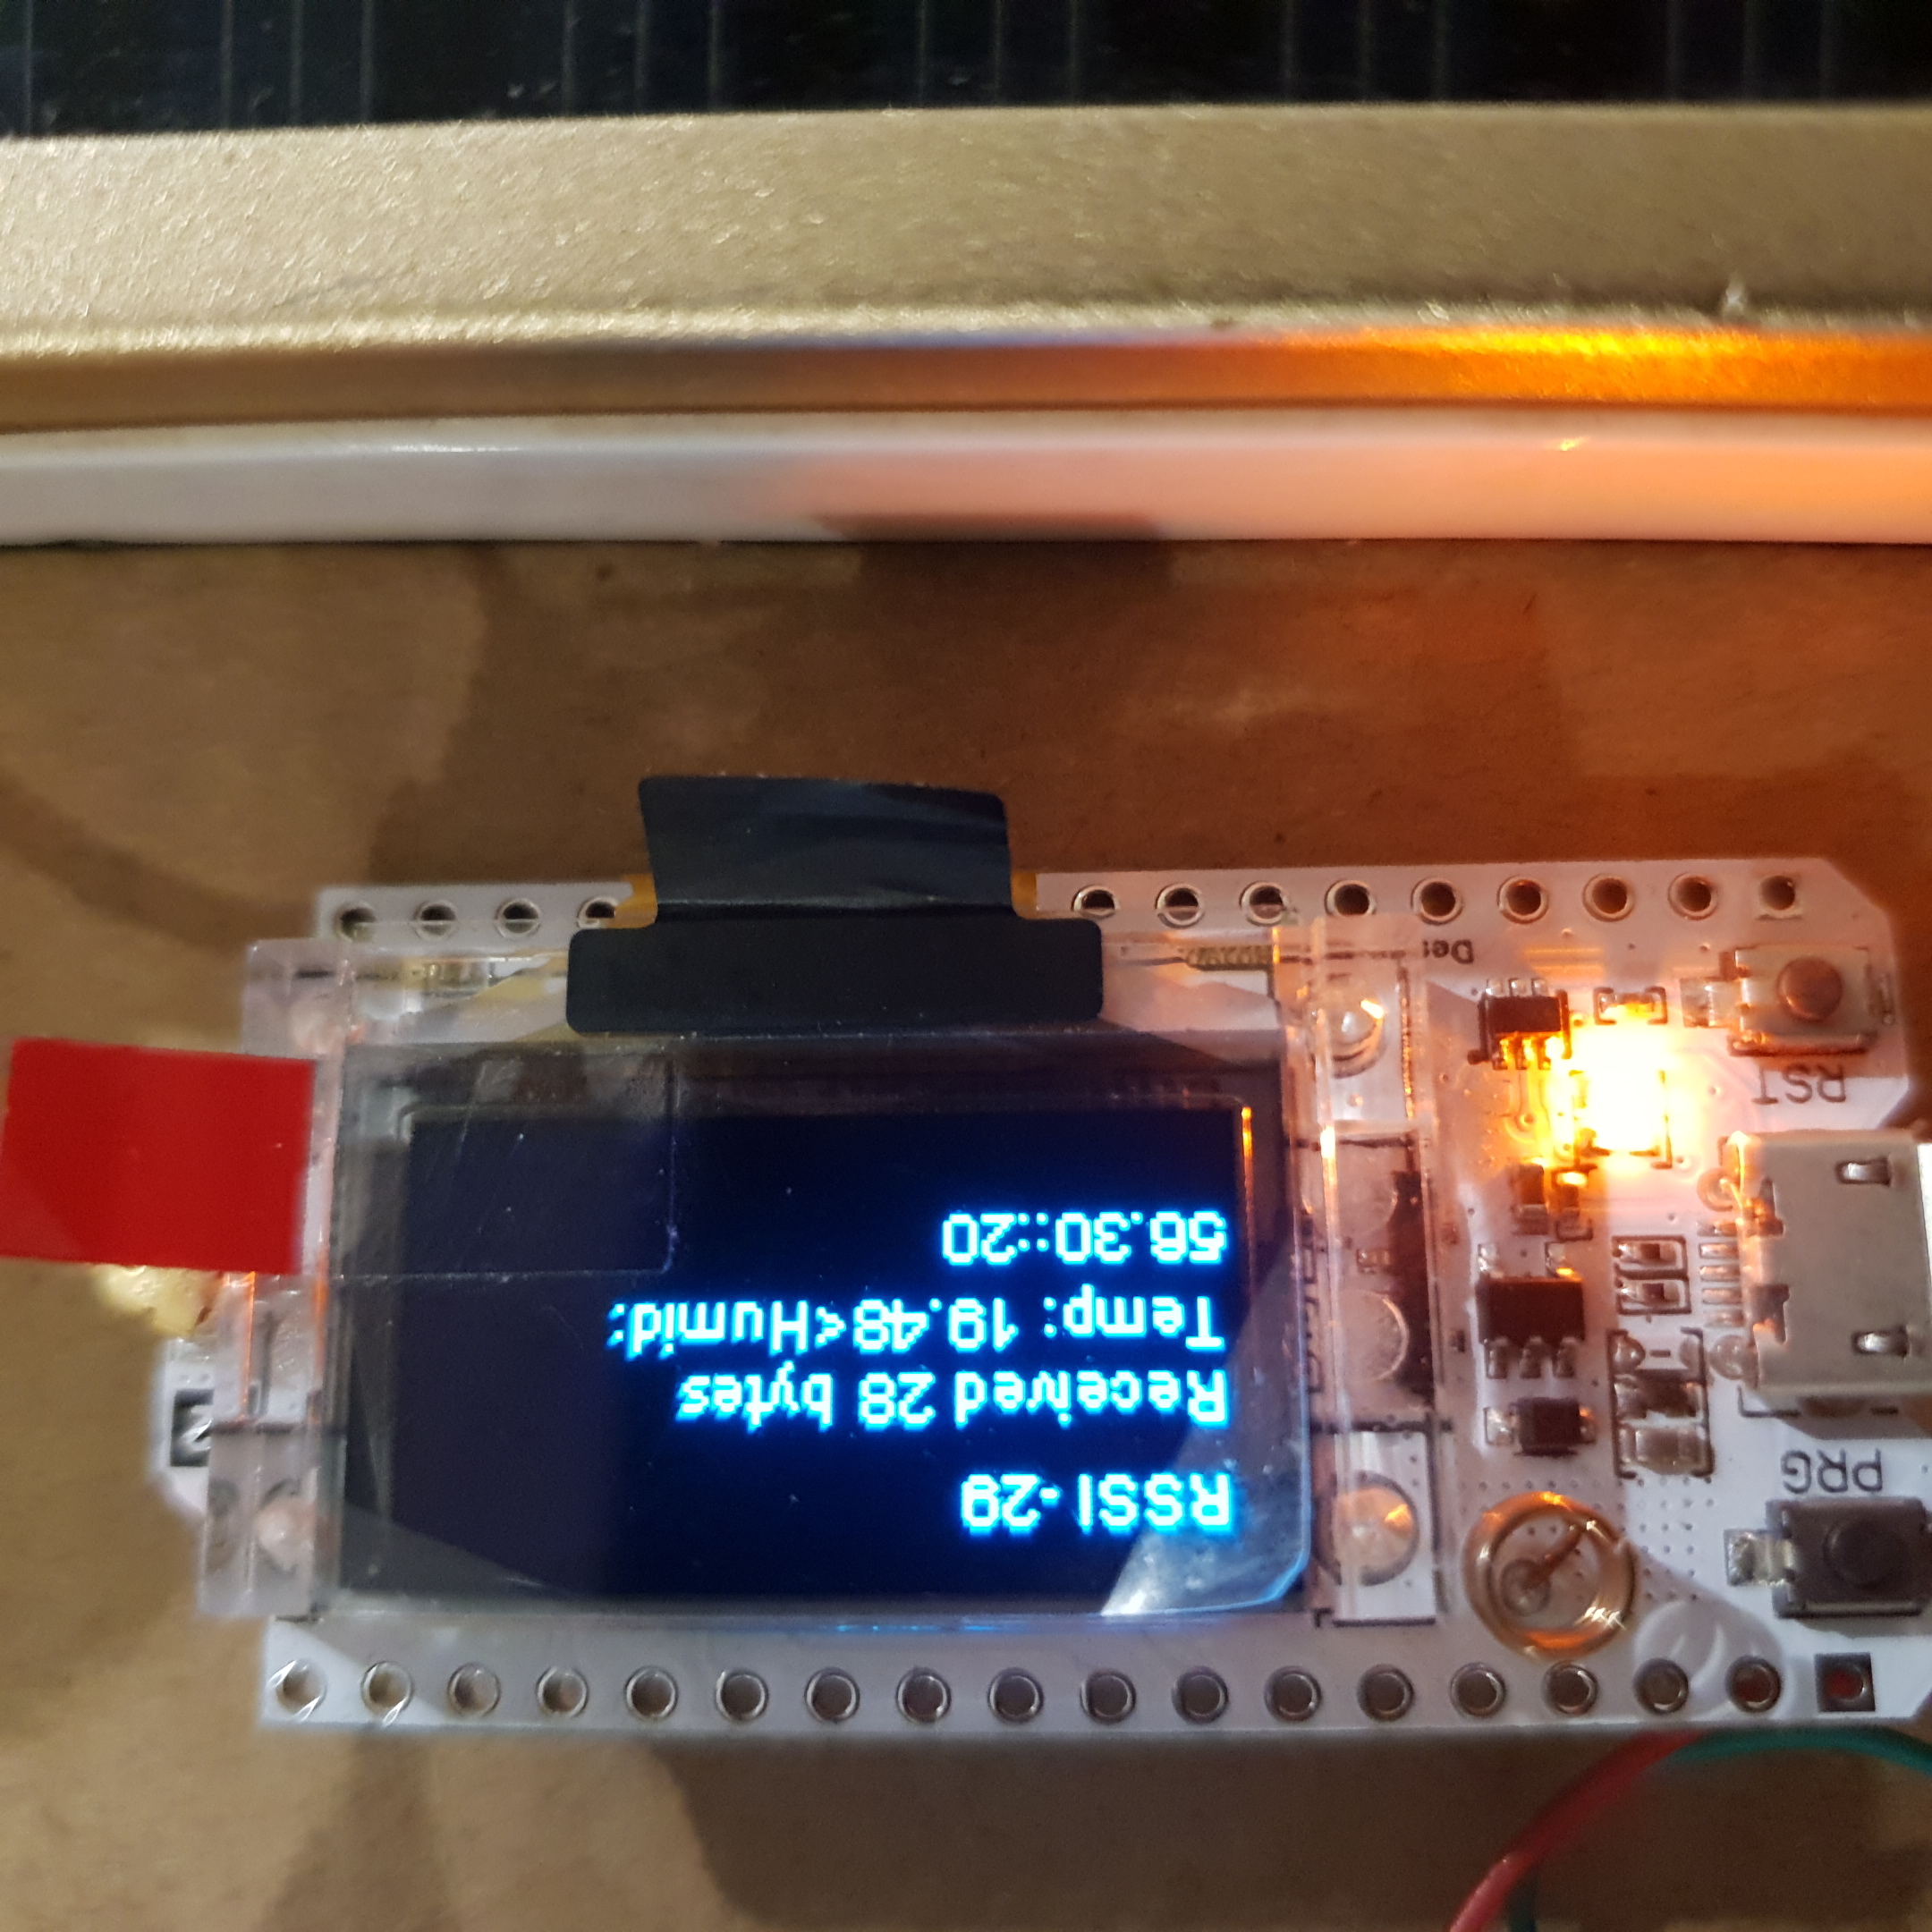 RSSI -29
Received 28 bytes
Temp: 19.48<Humid:
56.30::20
PRG
RST